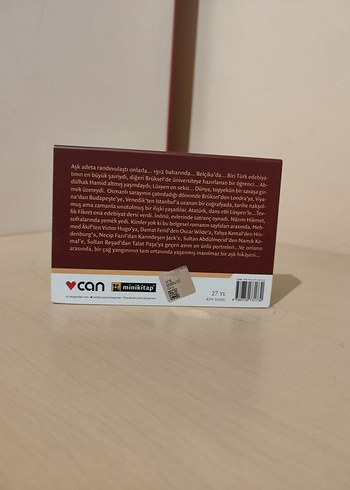 Aşk adeta randevulaştı onlarla... 1912 baharında... Belçika'da... Biri Türk edebiya-
tının en büyük şairiydi, diğeri Brüksel'de üniversiteye hazırlanan bir öğrenci... Ab-
dülhak Hamid altmış yaşındaydı, Lüsyen on sekiz... Dünya, topyekûn bir savaşa gir-
mek üzereydi. Osmanlı sarayının çatırdadığı dönemde Brüksel'den Londra'ya, Viya-
na'dan Budapeşte'ye, Venedik'ten İstanbul'a uzanan bir coğrafyada, tarihe nakşol-
muş ama zamanla unutulmuş bir ilişki yaşadılar. Atatürk, dans etti Lüsyen'le... Tev-
fik Fikret ona edebiyat dersi verdi. İnönü, evlerinde satranç oynadı. Nâzım Hikmet,
sofralarında yemek yedi. Kimler yok ki bu belgesel romanın sayfaları arasında. Meh-
med Âkif'ten Victor Hugo'ya, Damat Ferid'den Oscar Wilde'a, Yahya Kemal'den Hin-
denburg'a, Necip Fazıl'dan Karındeşen Jack'e, Sultan Abdülhamid'den Namık Ke-
mal'e, Sultan Reşad'dan Talat Paşa'ya geçen asrın en ünlü portreleri... Ve onların
arasında, bir çağ yangınının tam ortasında yaşanmış inanılmaz bir aşk hikâyesi...
can
minikitap
27 TL